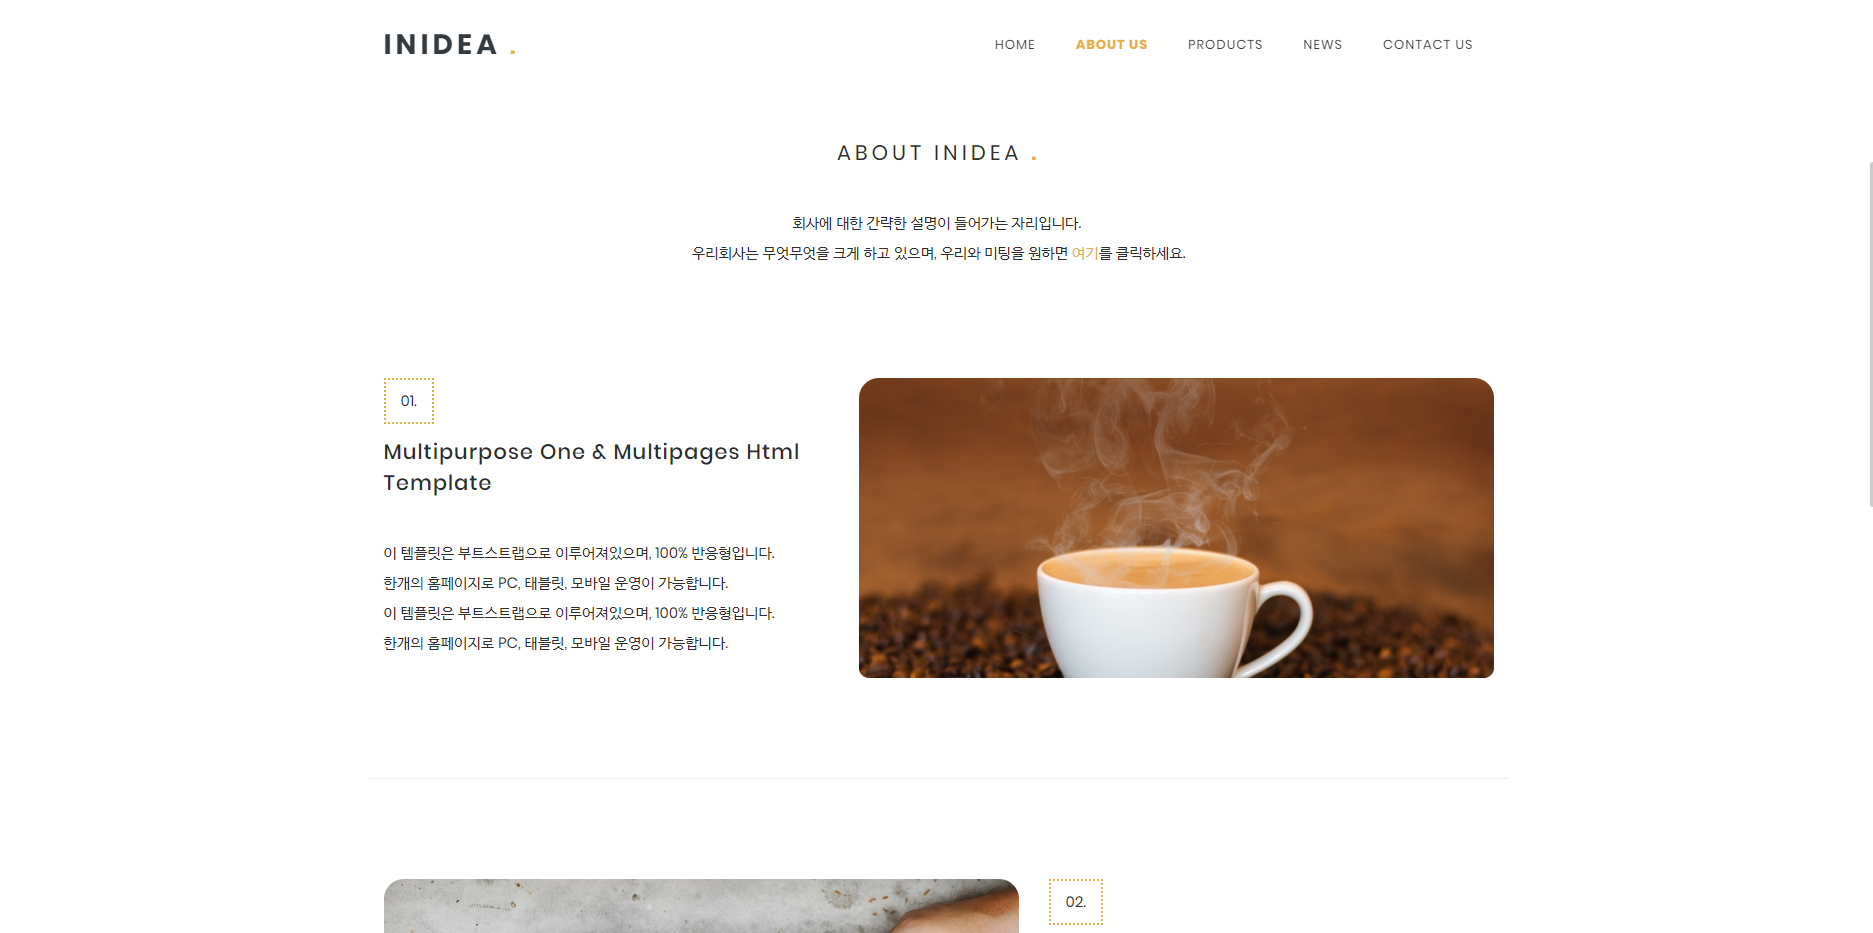 INIDEA .
HOME ABOUT US PRODUCTS NEWS CONTACT US
ABOUT INIDEA .
회사에 대한 간략한 설명이 들어가는 자리입니다.
우리회사는 무엇무엇을 크게 하고 있으며, 우리와 미팅을 원하면 여기를 클릭하세요.
01.
Multipurpose One & Multipages Html
Template
이 템플릿은 부트스트랩으로 이루어져있으며, 100% 반응형입니다.
한개의 홈페이지로 PC, 태블릿, 모바일 운영이 가능합니다.
이 템플릿은 부트스트랩으로 이루어져있으며, 100% 반응형입니다.
한개의 홈페이지로 PC, 태블릿, 모바일 운영이 가능합니다.
02.